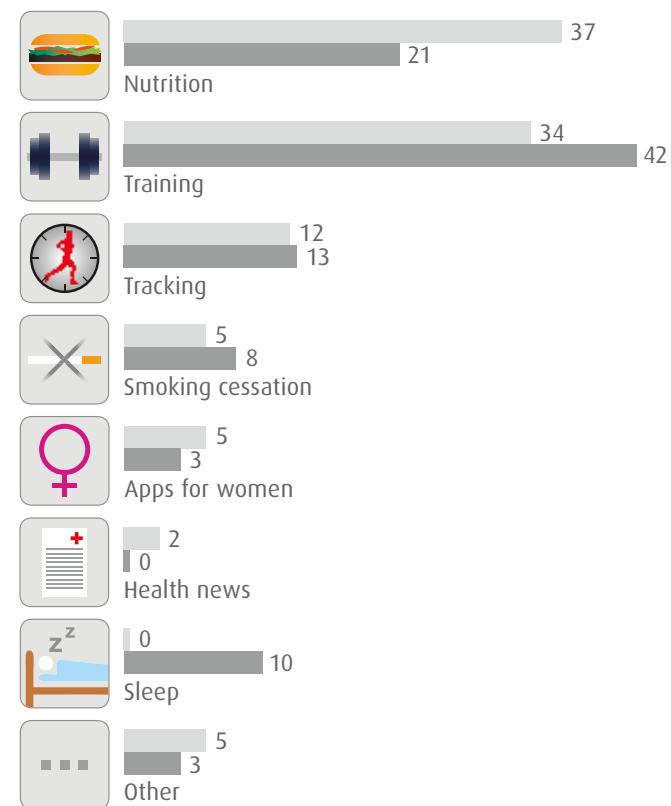 37
21
Nutrition
34
42
Training
12
13
Tracking
5
8
Smoking cessation
5
3
Apps for women
2
0
Health news
z z
0
10
Sleep
5
3
Other